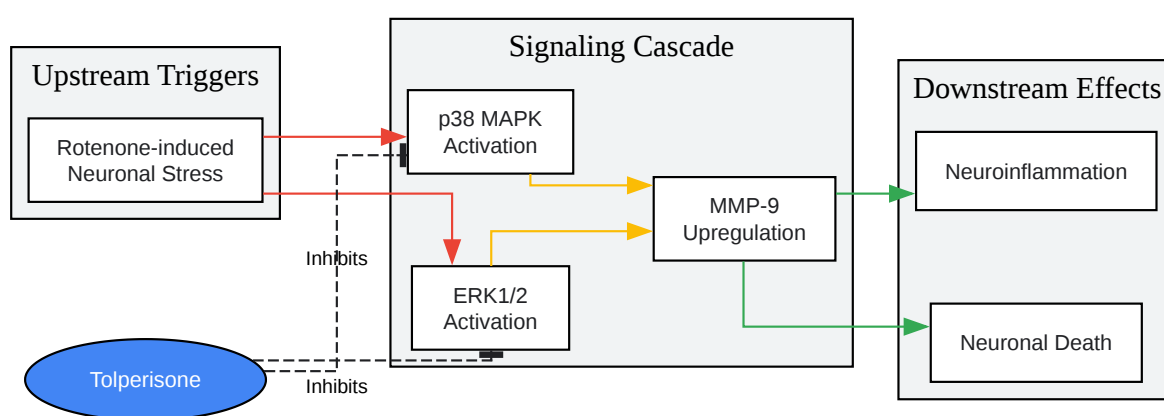 Upstream Triggers
Rotenone-induced
Neuronal Stress
Signaling Cascade
p38 MAPK
Activation
MMP-9
Upregulation
ERK1/2
Activation
Downstream Effects
Neuroinflammation
Neuronal Death
Inhibits
Inhibits
Tolperisone